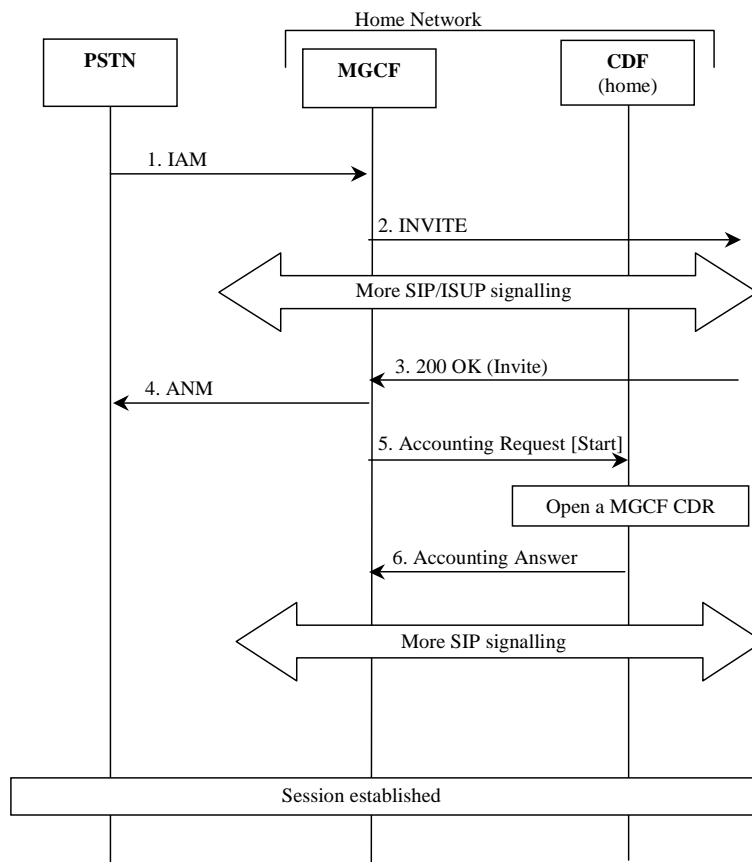 Home Network
PSTN
MGCF
CDF
(home)
1. IAM
2. INVITE
More SIP/ISUP signalling
3. 200 OK (Invite)
4. ANM
5. Accounting Request [Start]
Open a MGCF CDR
6. Accounting Answer
More SIP signalling
Session established